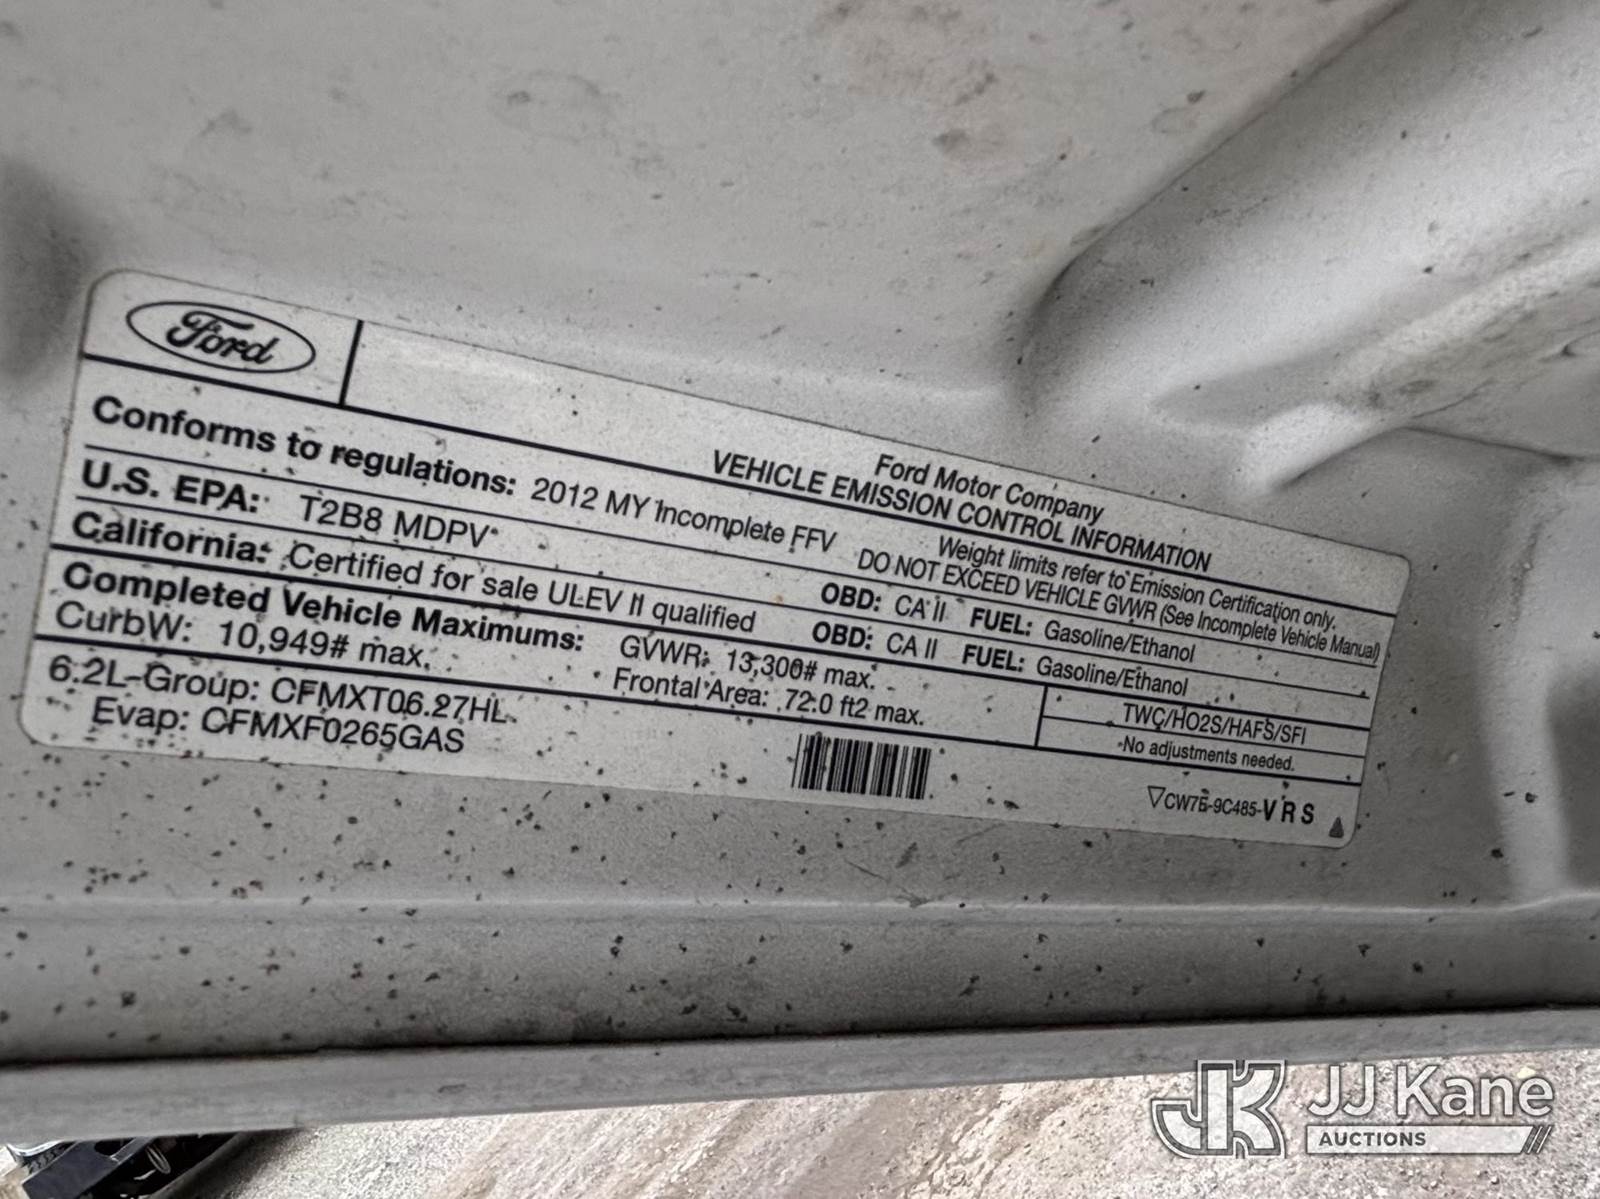 Ford
Ford Motor Company
VEHICLE EMISSION CONTROL INFORMATION
Conforms to regulations: 2012 MY Incomplete FFV
Weight limits refer to Emission Certification only.
DO NOT EXCEED VEHICLE GVWR (See Incomplete Vehicle Manual)
U.S. EPA: T2B8 MDPV OBD: CA II FUEL: Gasoline/Ethanol
California: Certified for sale ULEV II qualified OBD: CA II FUEL: Gasoline/Ethanol
Completed Vehicle Maximums: GVWR: 13,300# max.
CurbW: 10,949# max. Frontal Area: 72.0 ft2 max.
TWC/HO2S/HAFS/SFI
No adjustments needed.
6.2L-Group: CFMXT06.27HL
Evap: CFMXF0265GAS
CW7E-9C485-VRS
JK JJ Kane
AUCTIONS